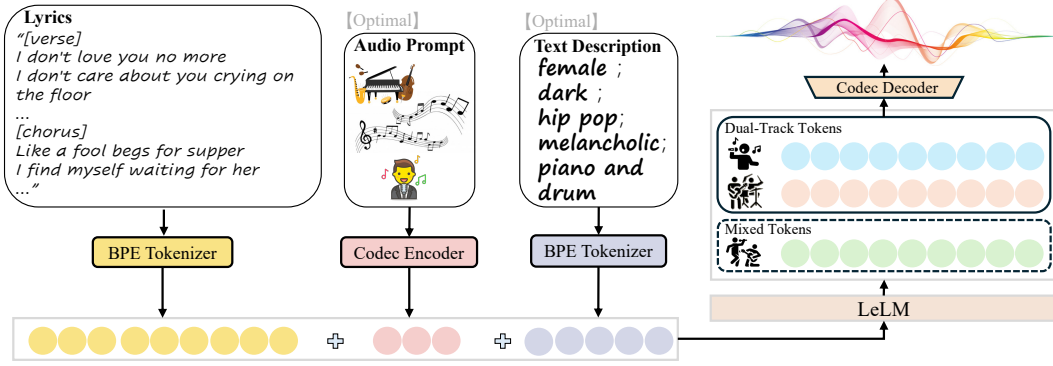 Lyrics
“[verse]
I don't love you no more
I don't care about you crying on
the floor
...
[chorus]
Like a fool begs for supper
I find myself waiting for her
...”
BPE Tokenizer
【Optimal】
Audio Prompt
Codec Encoder
【Optimal】
Text Description
female ;
dark ;
hip pop;
melancholic;
piano and
drum
BPE Tokenizer
Codec Decoder
Dual-Track Tokens
Mixed Tokens
LeLM